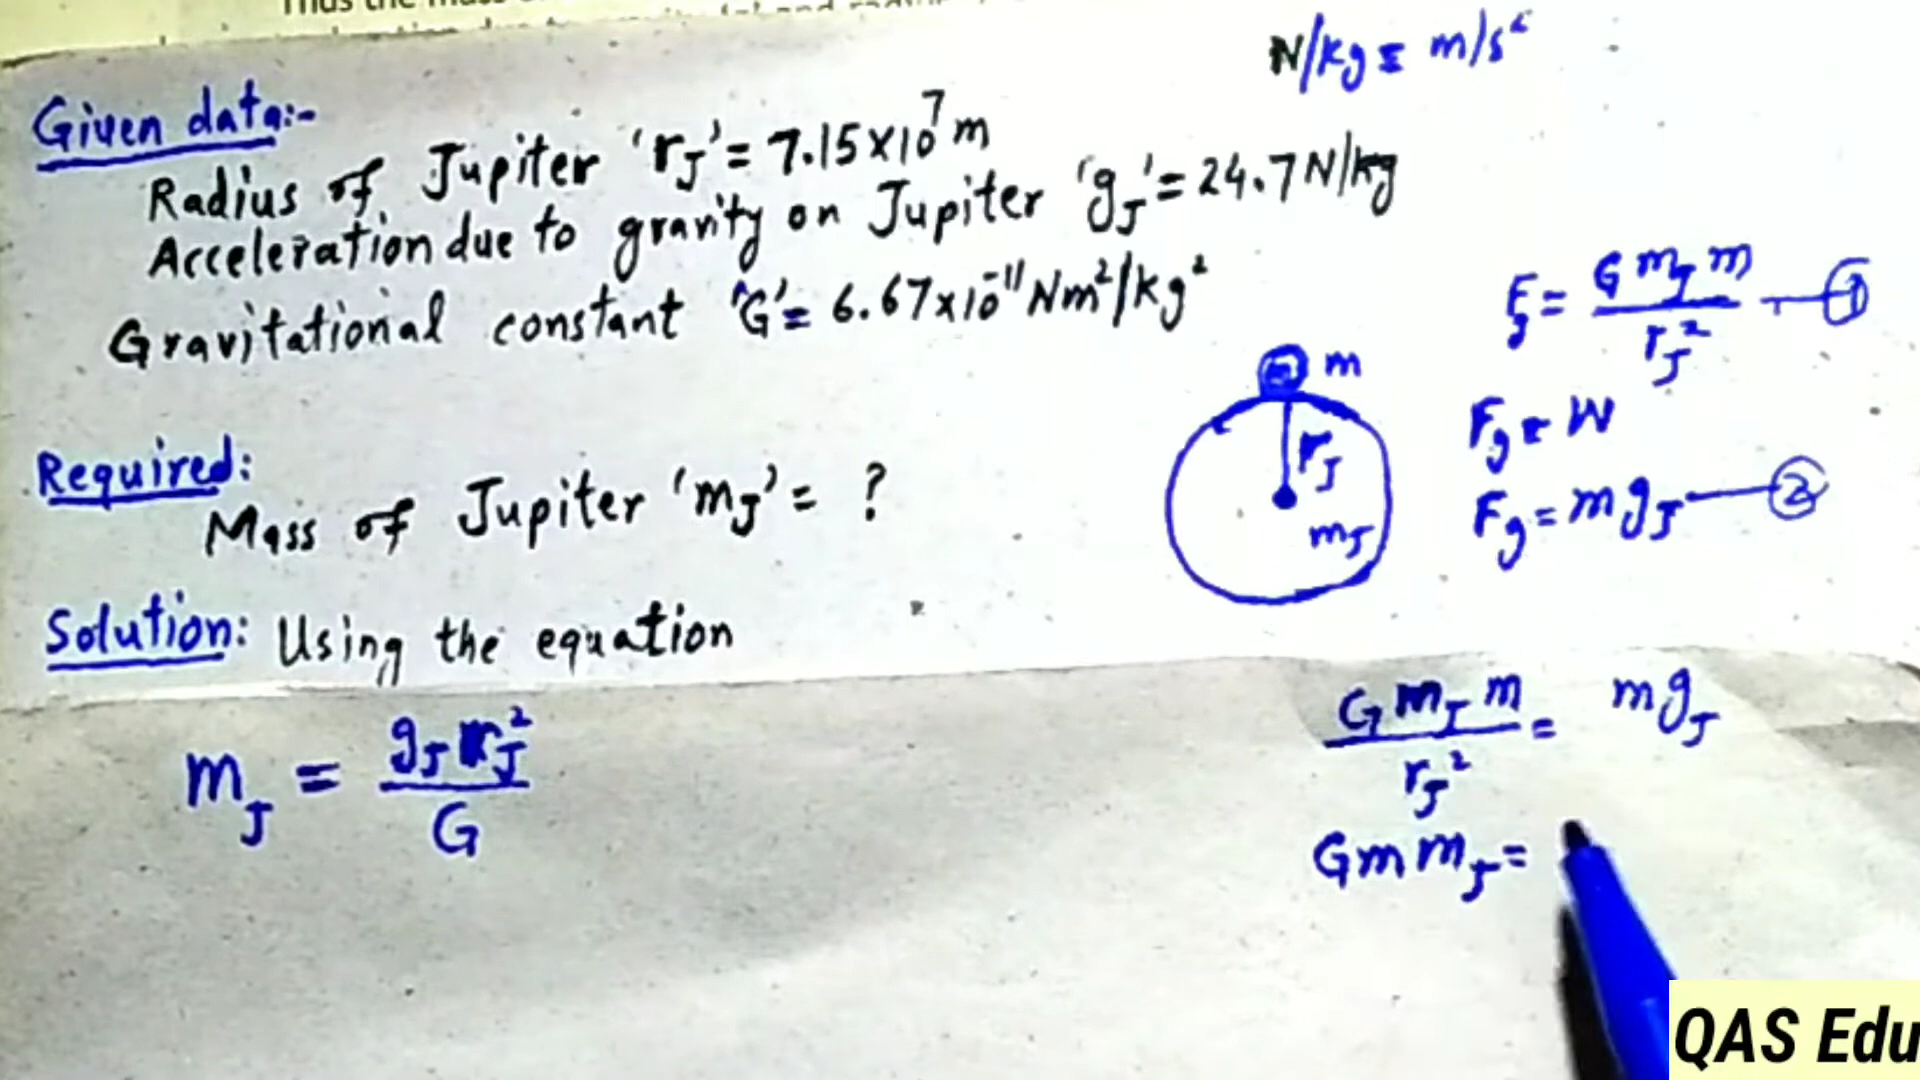 Thus the mass
N/kg = m/s²
Given data:-
Radius of Jupiter 'rJ' = 7.15×10⁷ m
Acceleration due to gravity on Jupiter 'gJ' = 24.7 N/kg
Gravitational constant 'G' = 6.67×10⁻¹¹ Nm²/kg²
Fg = G mJ m / rJ² — ①
m
rJ
mJ
Fg = W
Fg = m gJ — ②
Required:
Mass of Jupiter 'mJ' = ?
Solution: Using the equation
mJ = gJ rJ² / G
G mJ m / rJ² = m gJ
G m mJ =
QAS Edu